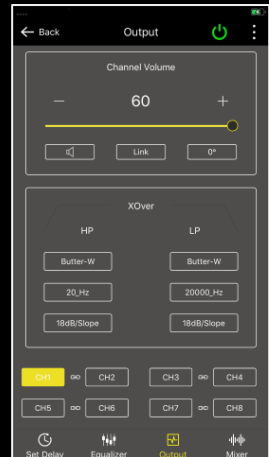 Back Output
Channel Volume
— 60 +
Link 0°
XOver
HP LP
Butter-W Butter-W
20_Hz 20000_Hz
18dB/Slope 18dB/Slope
CH1 CH2 CH3 CH4
CH5 CH6 CH7 CH8
Set Delay Equalizer Output Mixer